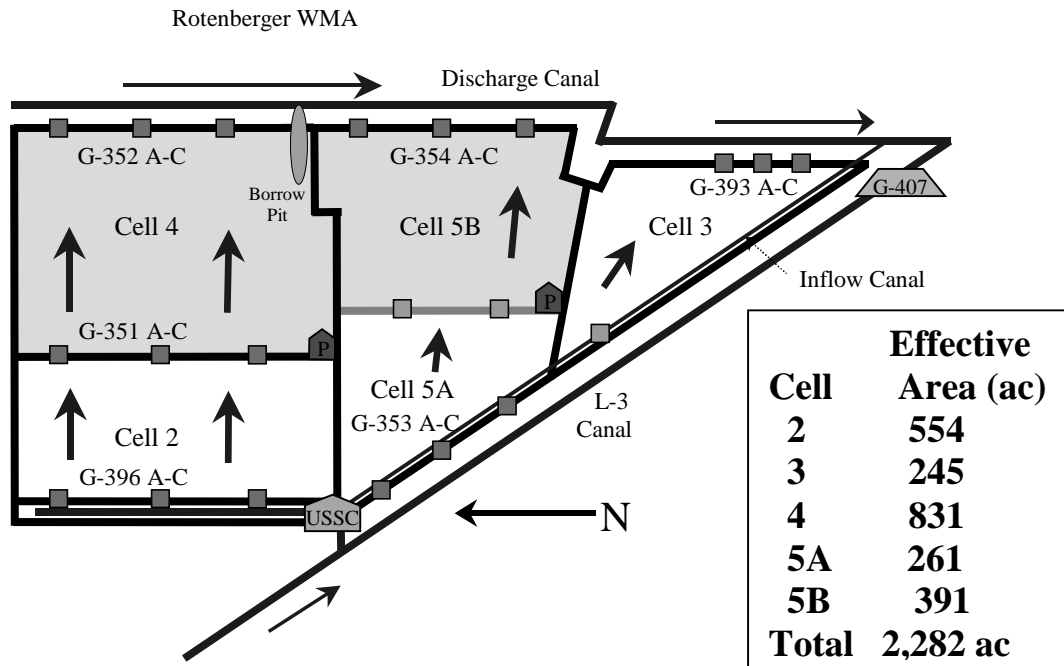 Rotenberger WMA
Discharge Canal
G-352 A-C
G-354 A-C
G-393 A-C
G-407
Borrow
Pit
Cell 4
Cell 5B
Cell 3
Inflow Canal
P
G-351 A-C
P
Cell 5A
G-353 A-C
L-3
Canal
Cell 2
G-396 A-C
USSC
N
Effective
Cell Area (ac)
2 554
3 245
4 831
5A 261
5B 391
Total 2,282 ac